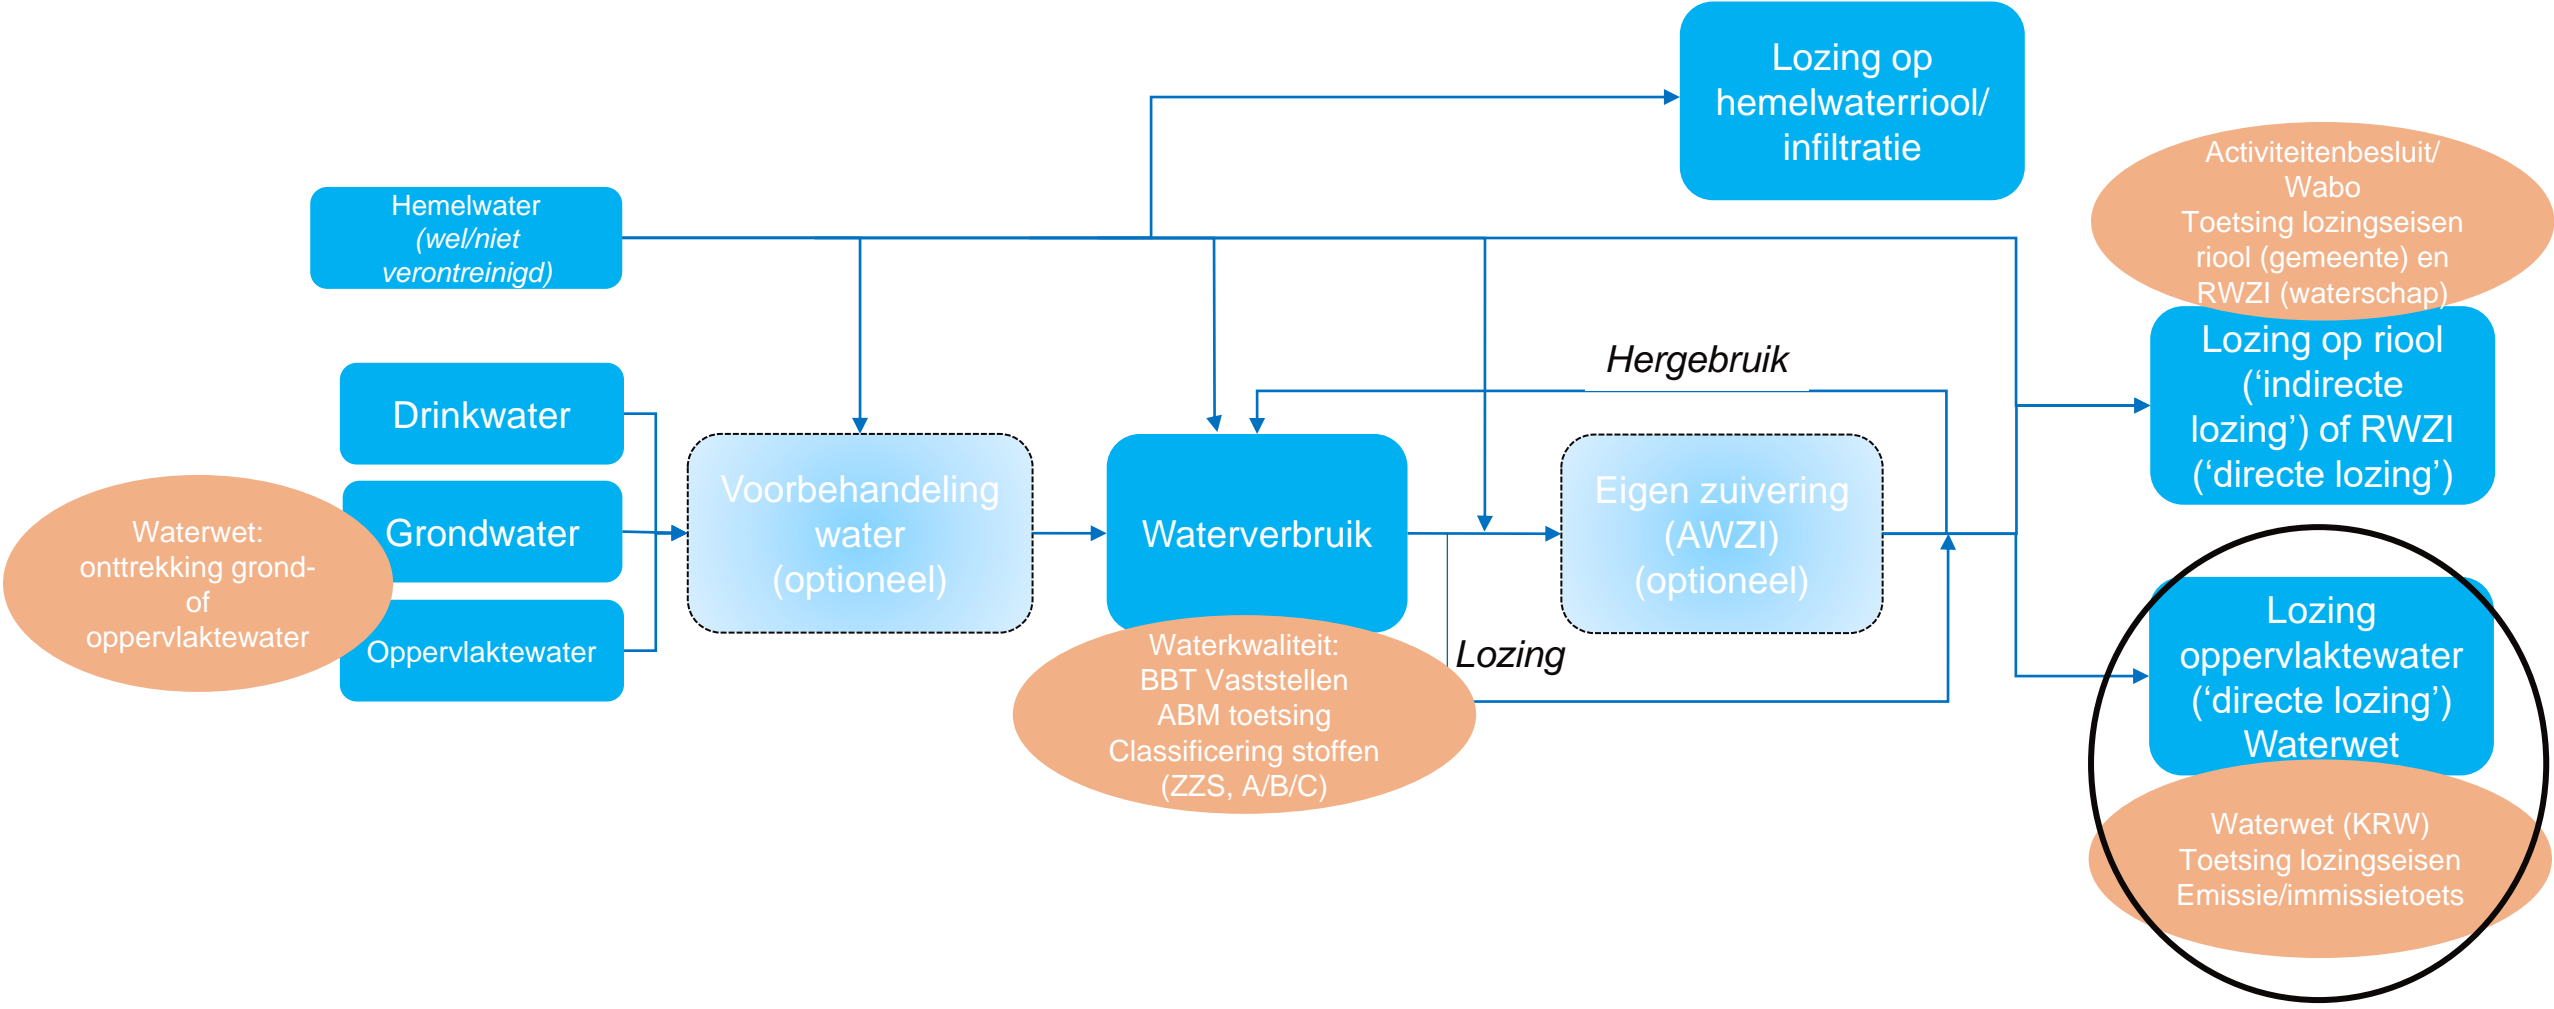 Lozing op
hemelwaterriool/
infiltratie
Activiteitenbesluit/
Wabo
Toetsing lozingseisen
riool (gemeente) en
RWZI (waterschap)
Hemelwater
(wel/niet
verontreinigd)
Hergebruik
Lozing op riool
(‘indirecte
lozing’) of RWZI
(‘directe lozing’)
Drinkwater
Grondwater
Oppervlaktewater
Waterwet:
onttrekking grond-
of
oppervlaktewater
Voorbehandeling
water
(optioneel)
Waterverbruik
Eigen zuivering
(AWZI)
(optioneel)
Lozing
Waterkwaliteit:
BBT Vaststellen
ABM toetsing
Classificering stoffen
(ZZS, A/B/C)
Lozing
oppervlaktewater
(‘directe lozing’)
Waterwet
Waterwet (KRW)
Toetsing lozingseisen
Emissie/immissietoets